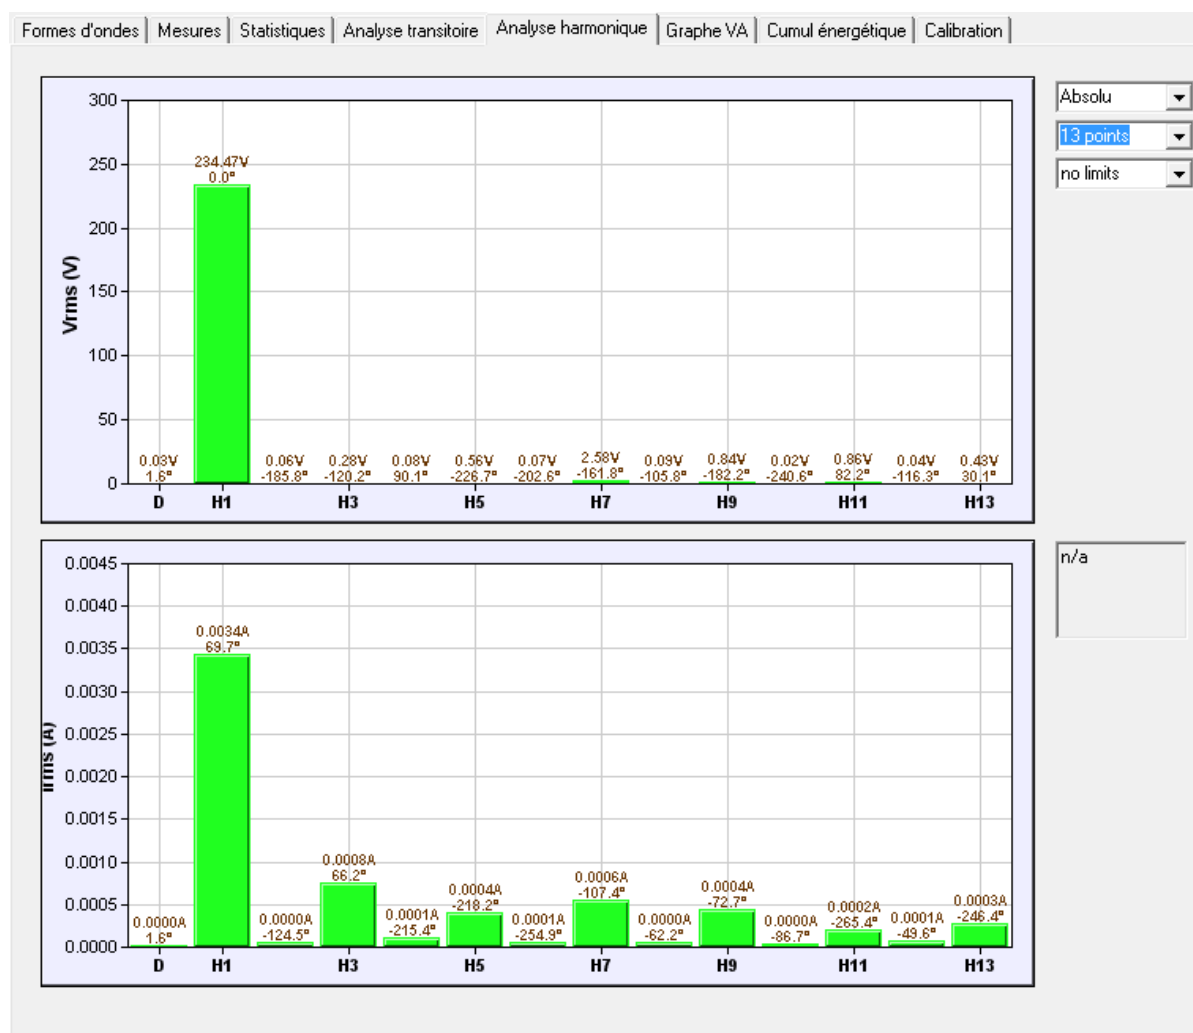 Formes d'ondes Mesures Statistiques Analyse transitoire Analyse harmonique Graphe VA Cumul énergétique Calibration
Absolu
13 points
no limits
300
250
200
150
100
50
0
Vrms (V)
234.47V
0.0°
0.03V
1.6°
0.06V
-185.8°
0.28V
-120.2°
0.08V
90.1°
0.56V
-226.7°
0.07V
-202.6°
2.58V
-161.8°
0.09V
-105.8°
0.84V
-182.2°
0.02V
-240.6°
0.86V
82.2°
0.04V
-116.3°
0.43V
30.1°
D H1 H3 H5 H7 H9 H11 H13
n/a
0.0045
0.0040
0.0035
0.0030
0.0025
0.0020
0.0015
0.0010
0.0005
0.0000
Irms (A)
0.0000A
1.6°
0.0034A
69.7°
0.0000A
-124.5°
0.0008A
66.2°
0.0001A
-215.4°
0.0004A
-218.2°
0.0001A
-254.9°
0.0006A
-107.4°
0.0000A
-62.2°
0.0004A
-72.7°
0.0000A
-86.7°
0.0002A
-265.4°
0.0001A
-49.6°
0.0003A
-246.4°
D H1 H3 H5 H7 H9 H11 H13